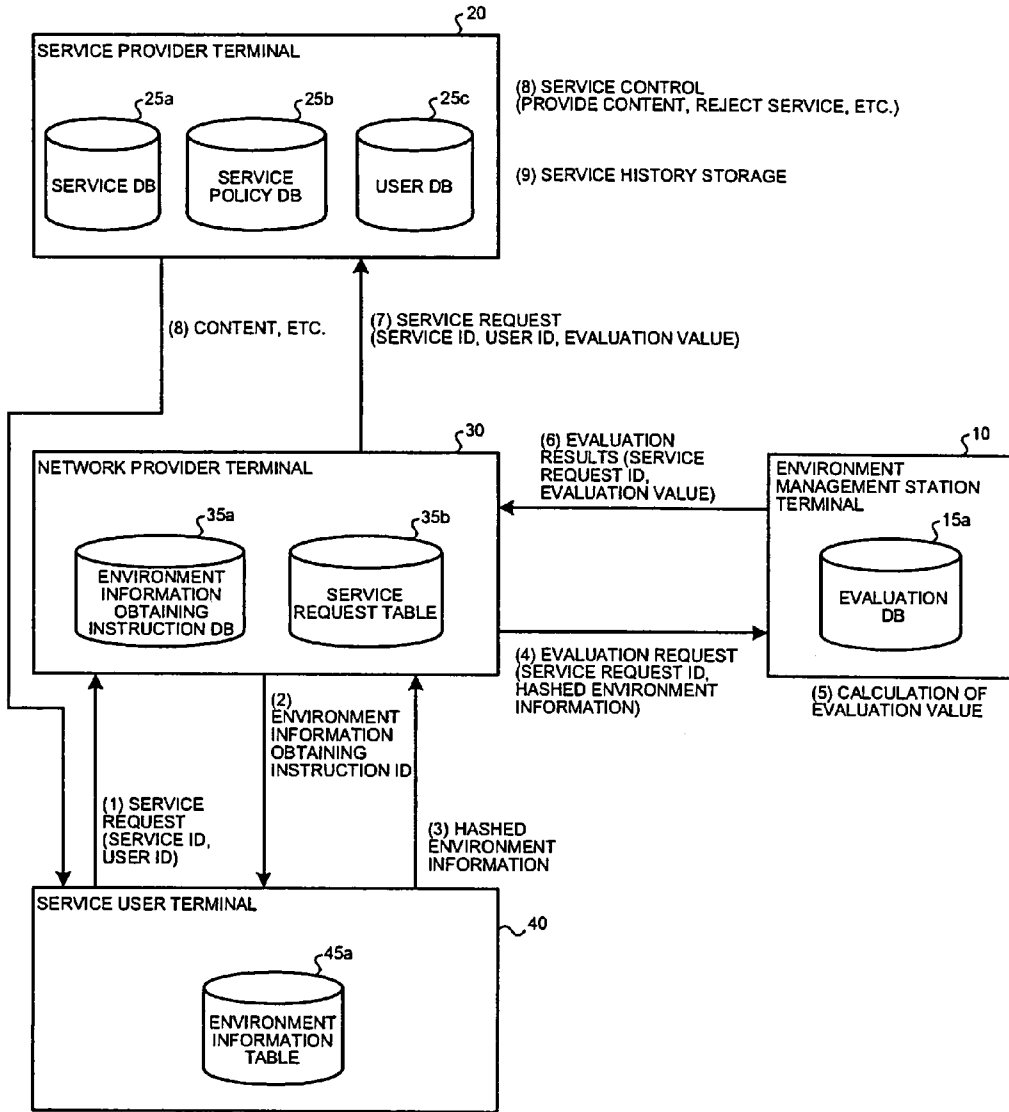 20
SERVICE PROVIDER TERMINAL
25a
25b
25c
SERVICE DB
SERVICE
POLICY DB
USER DB
(8) SERVICE CONTROL
(PROVIDE CONTENT, REJECT SERVICE, ETC.)
(9) SERVICE HISTORY STORAGE
(8) CONTENT, ETC.
(7) SERVICE REQUEST
(SERVICE ID, USER ID, EVALUATION VALUE)
30
NETWORK PROVIDER TERMINAL
35a
35b
ENVIRONMENT
INFORMATION
OBTAINING
INSTRUCTION DB
SERVICE
REQUEST TABLE
(6) EVALUATION
RESULTS (SERVICE
REQUEST ID,
EVALUATION VALUE)
10
ENVIRONMENT
MANAGEMENT STATION
TERMINAL
15a
EVALUATION
DB
(4) EVALUATION REQUEST
(SERVICE REQUEST ID,
HASHED ENVIRONMENT
INFORMATION)
(5) CALCULATION OF
EVALUATION VALUE
(1) SERVICE
REQUEST
(SERVICE ID,
USER ID)
(2)
ENVIRONMENT
INFORMATION
OBTAINING
INSTRUCTION ID
(3) HASHED
ENVIRONMENT
INFORMATION
SERVICE USER TERMINAL
40
45a
ENVIRONMENT
INFORMATION
TABLE